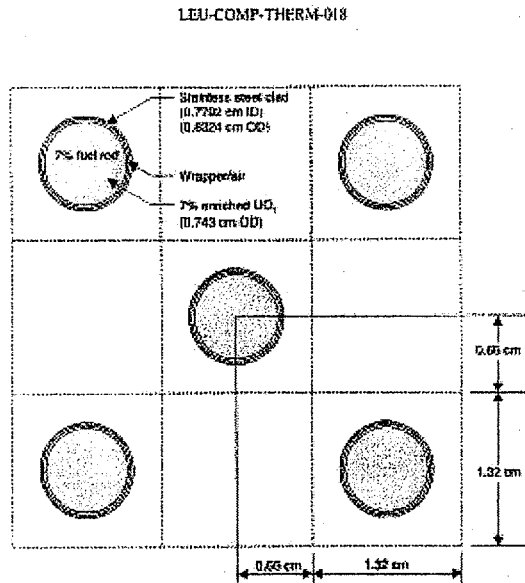 LEU-COMP-THERM-018
Stainless steel clad
(0.7792 cm ID)
(0.8324 cm OD)
7% fuel rod
Wrapper/air
7% enriched UO₂
(0.743 cm OD)
0.66 cm
1.32 cm
0.66 cm
1.32 cm